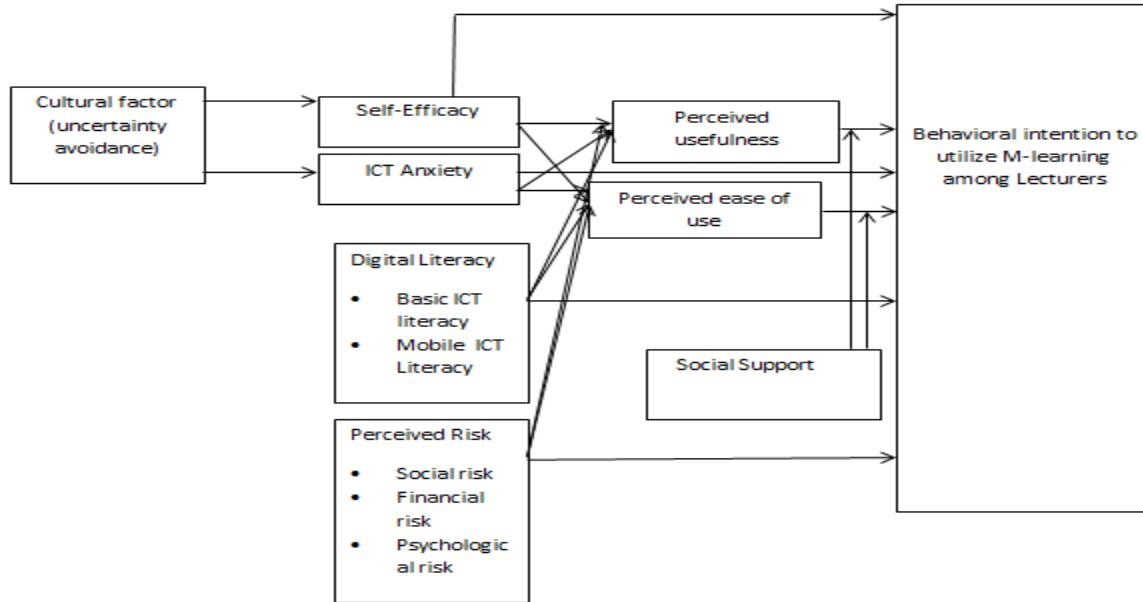 Cultural factor
(uncertainty
avoidance)
Self-Efficacy
ICT Anxiety
Digital Literacy
• Basic ICT
literacy
• Mobile ICT
Literacy
Perceived Risk
• Social risk
• Financial
risk
• Psychologic
al risk
Perceived
usefulness
Perceived ease of
use
Social Support
Behavioral intention to
utilize M-learning
among Lecturers